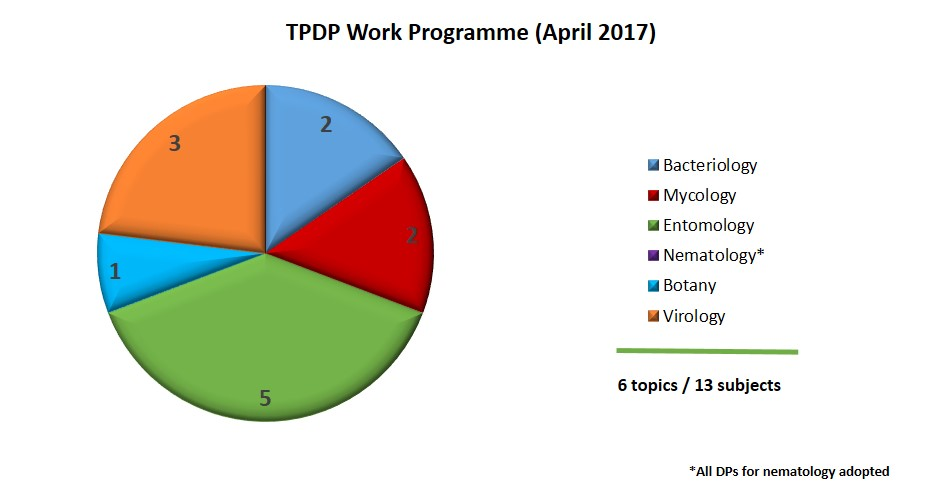 TPDP Work Programme (April 2017)
2
3
2
1
5
Bacteriology
Mycology
Entomology
Nematology*
Botany
Virology
6 topics / 13 subjects
*All DPs for nematology adopted